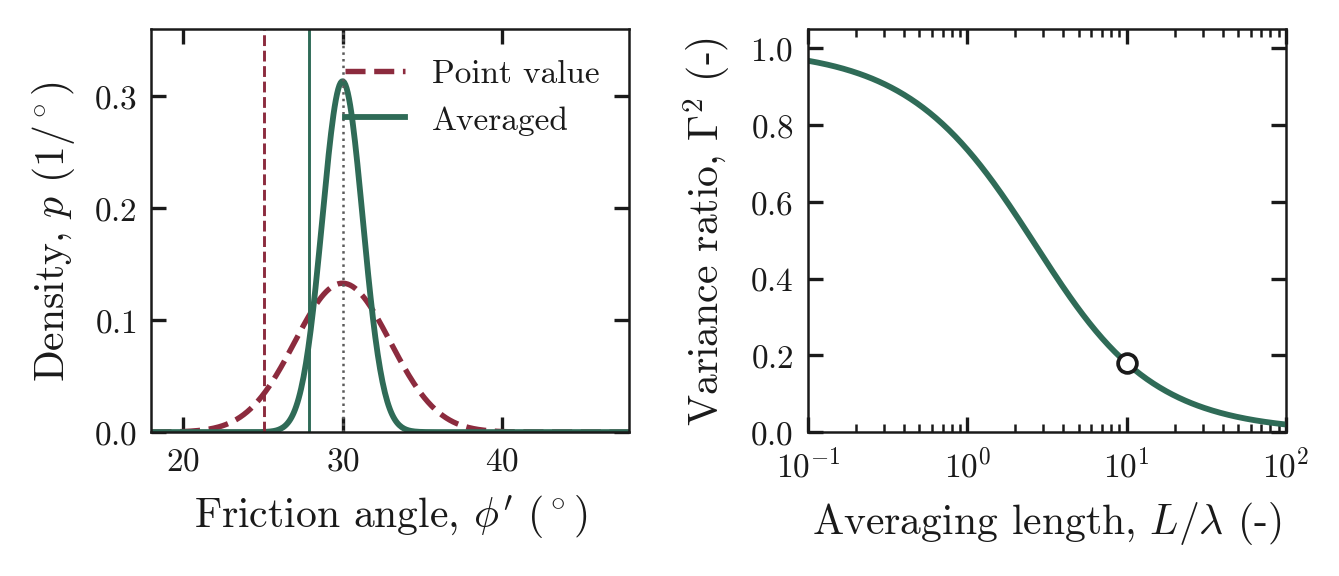 Density, p (1/°)
0.3
0.2
0.1
0.0
Point value
Averaged
20 30 40
Friction angle, ϕ′ (°)
Variance ratio, Γ² (-)
1.0
0.8
0.6
0.4
0.2
0.0
10⁻¹ 10⁰ 10¹ 10²
Averaging length, L/λ (-)